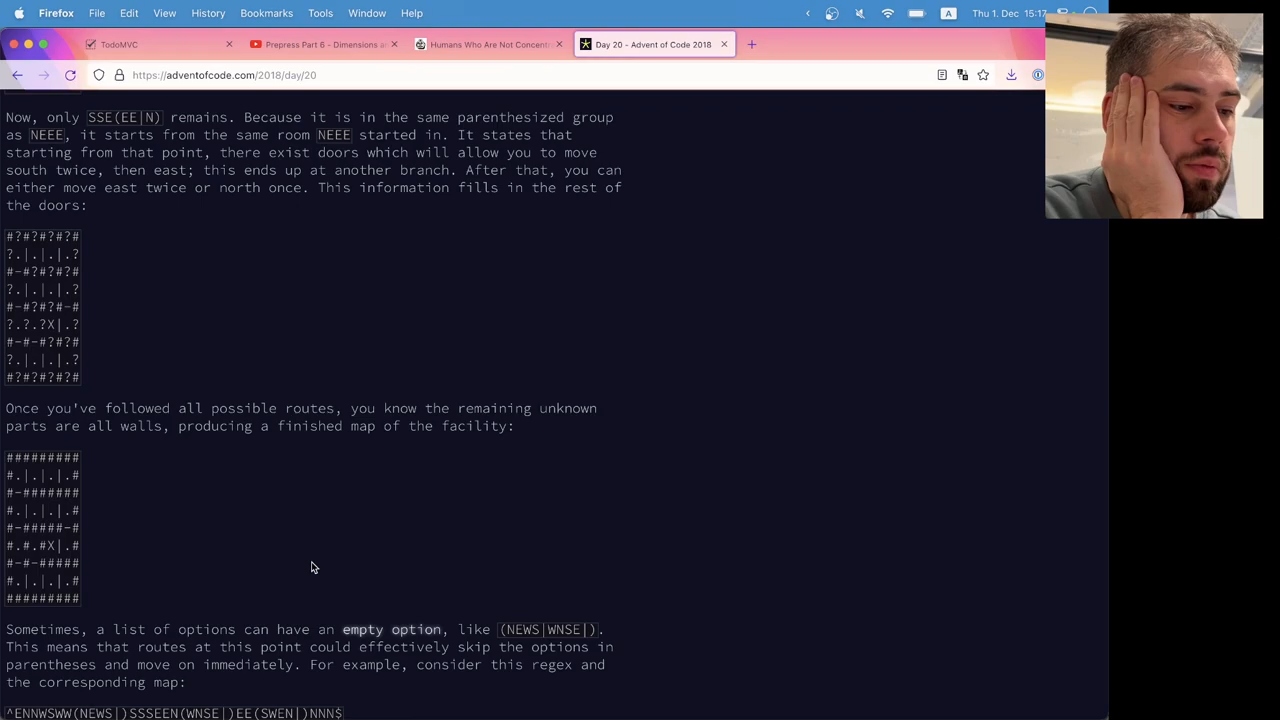 Firefox File Edit View History Bookmarks Tools Window Help
A Thu 1. Dec 15:17
TodoMVC
Prepress Part 6 - Dimensions a
Humans Who Are Not Concent
Day 20 - Advent of Code 2018
https://adventofcode.com/2018/day/20
Now, only SSE(EE|N) remains. Because it is in the same parenthesized group
as NEEE, it starts from the same room NEEE started in. It states that
starting from that point, there exist doors which will allow you to move
south twice, then east; this ends up at another branch. After that, you can
either move east twice or north once. This information fills in the rest of
the doors:
#?#?#?#?#
?.|.|.|.?
#-#?#?#?#
?.|.|.|.?
#-#?#?#-#
?.?.?X|.?
#-#-#?#?#
?.|.|.|.?
#?#?#?#?#
Once you've followed all possible routes, you know the remaining unknown
parts are all walls, producing a finished map of the facility:
#########
#.|.|.|.#
#-#######
#.|.|.|.#
#-#####-#
#.#.#X|.#
#-#-#####
#.|.|.|.#
#########
Sometimes, a list of options can have an empty option, like (NEWS|WNSE|).
This means that routes at this point could effectively skip the options in
parentheses and move on immediately. For example, consider this regex and
the corresponding map:
^ENNWSWW(NEWS|)SSSEEN(WNSE|)EE(SWEN|)NNN$